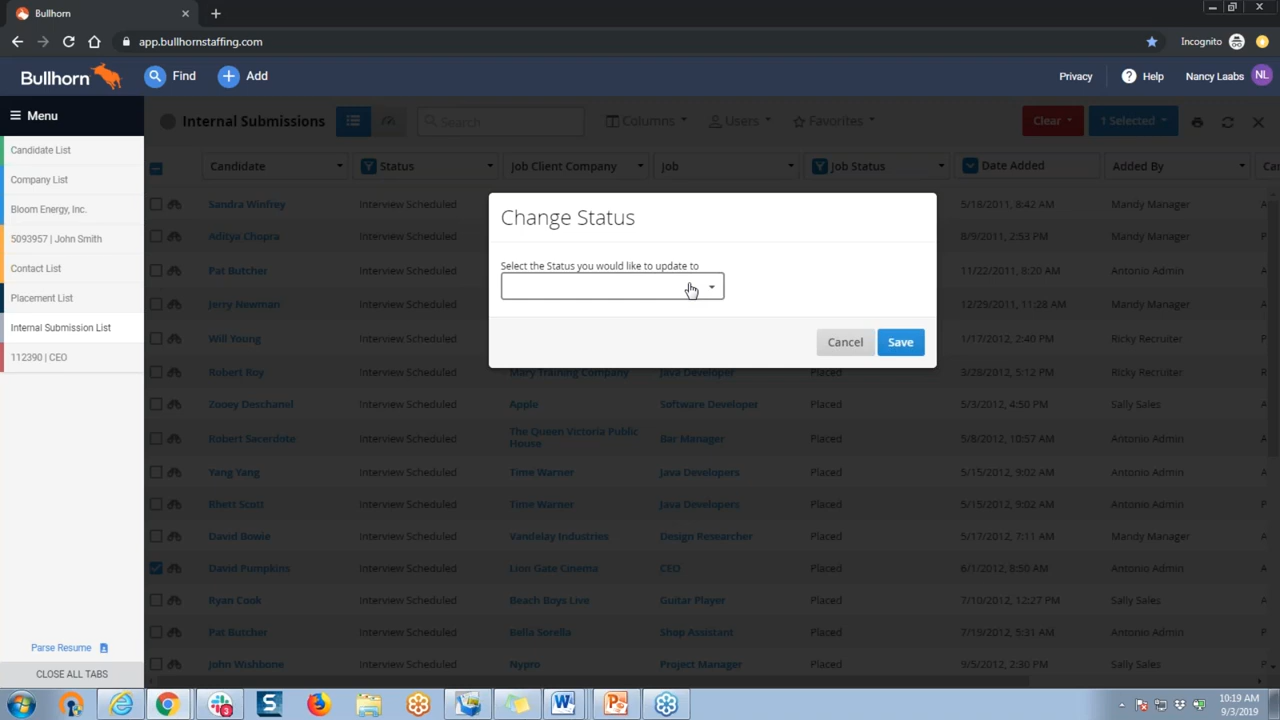 Bullhorn
app.bullhornstaffing.com
Incognito
Bullhorn
Find
Add
Privacy
Help
Nancy Laabs
NL
Menu
Candidate List
Company List
Bloom Energy, Inc.
5093957 | John Smith
Contact List
Placement List
Internal Submission List
112390 | CEO
Parse Resume
CLOSE ALL TABS
Internal Submissions
Search
Columns
Users
Favorites
Clear
1 Selected
Candidate Status Job Client Company Job Job Status Date Added Added By
Sandra Winfrey Interview Scheduled 5/18/2011, 8:42 AM Mandy Manager
Aditya Chopra Interview Scheduled 8/9/2011, 2:53 PM Mandy Manager
Pat Butcher Interview Scheduled 11/22/2011, 8:20 AM Mandy Manager
Jerry Newman Interview Scheduled 12/29/2011, 11:28 AM Mandy Manager
Will Young Interview Scheduled 1/17/2012, 2:40 PM Ricky Recruiter
Robert Roy Interview Scheduled Mary Training Company Java Developer Placed 3/28/2012, 5:12 PM Ricky Recruiter
Zooey Deschanel Interview Scheduled Apple Software Developer Placed 5/3/2012, 4:50 PM Sally Sales
Robert Sacerdote Interview Scheduled The Queen Victoria Public House Bar Manager Placed 5/8/2012, 10:57 AM Antonio Admin
Yang Yang Interview Scheduled Time Warner Java Developers Placed 5/15/2012, 9:02 AM Antonio Admin
Rhett Scott Interview Scheduled Time Warner Java Developers Placed 5/15/2012, 9:02 AM Antonio Admin
David Bowie Interview Scheduled Vandelay Industries Design Researcher Placed 5/17/2012, 7:11 AM Mandy Manager
David Pumpkins Interview Scheduled Lion Gate Cinema CEO Placed 6/1/2012, 8:50 AM Antonio Admin
Ryan Cook Interview Scheduled Beach Boys Live Guitar Player Placed 7/10/2012, 12:27 PM Sally Sales
Pat Butcher Interview Scheduled Bella Sorella Shop Assistant Placed 7/19/2012, 5:31 AM Antonio Admin
John Wishbone Interview Scheduled Nypro Project Manager Placed 9/5/2012, 2:30 PM Sally Sales
Change Status
Select the Status you would like to update to
Cancel
Save
10:19 AM
9/3/2019